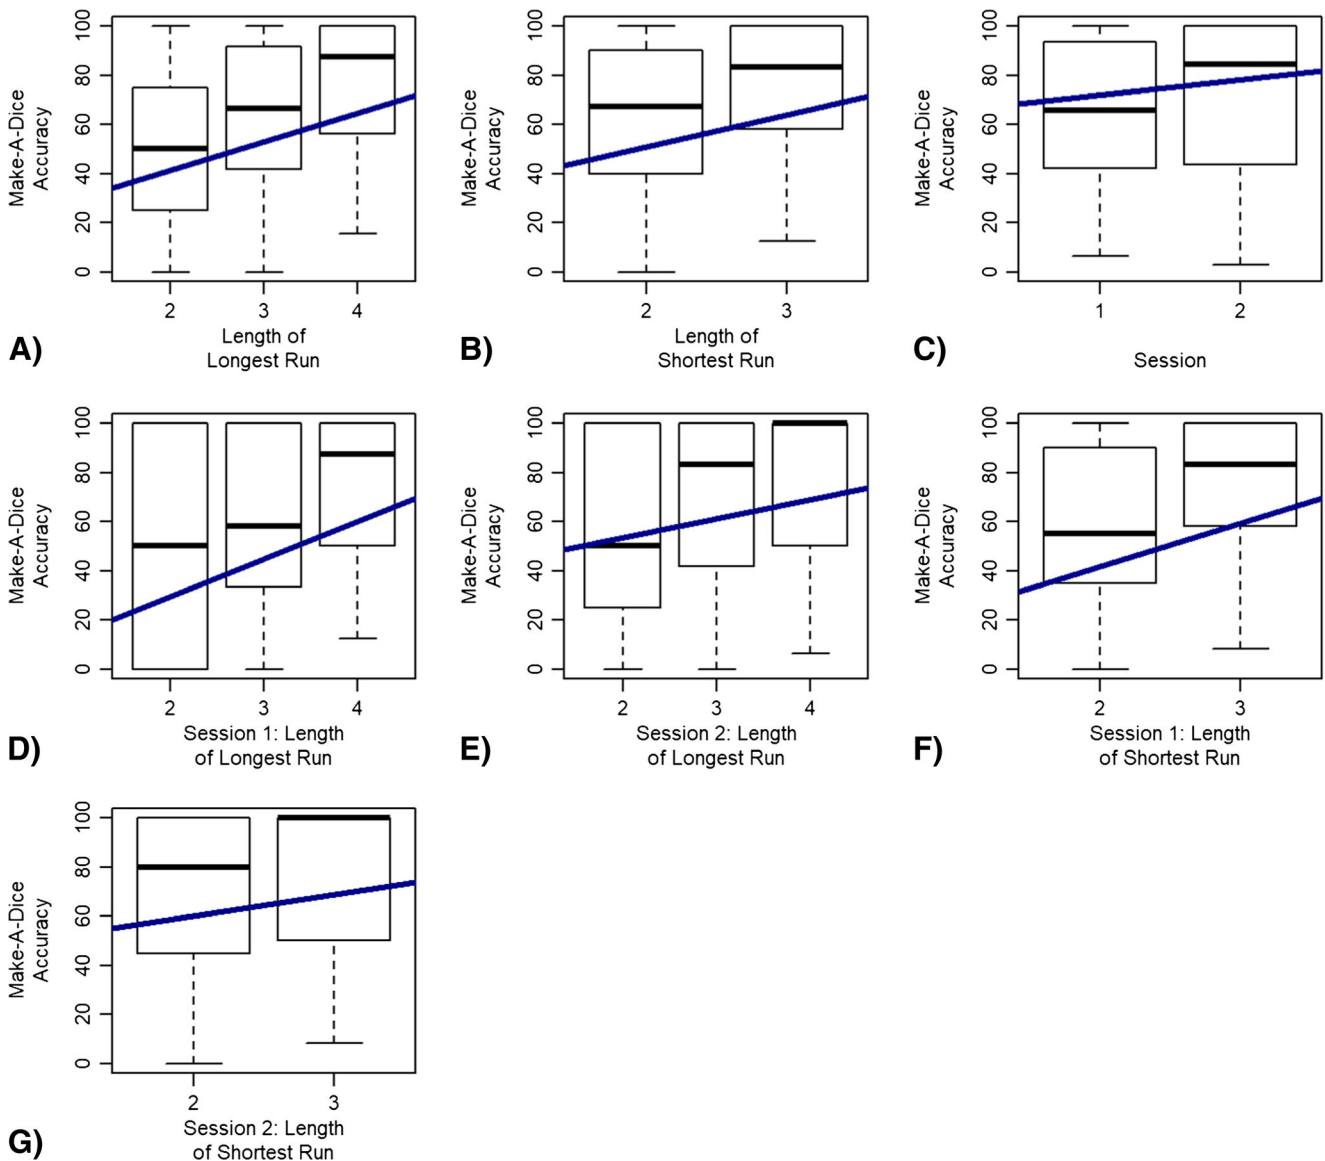 Make-A-Dice
Accuracy
0 20 40 60 80 100
2 3 4
Length of
Longest Run
A)
Make-A-Dice
Accuracy
0 20 40 60 80 100
2 3
Length of
Shortest Run
B)
Make-A-Dice
Accuracy
0 20 40 60 80 100
1 2
Session
C)
Make-A-Dice
Accuracy
0 20 40 60 80 100
2 3 4
Session 1: Length
of Longest Run
D)
Make-A-Dice
Accuracy
0 20 40 60 80 100
2 3 4
Session 2: Length
of Longest Run
E)
Make-A-Dice
Accuracy
0 20 40 60 80 100
2 3
Session 1: Length
of Shortest Run
F)
Make-A-Dice
Accuracy
0 20 40 60 80 100
2 3
Session 2: Length
of Shortest Run
G)